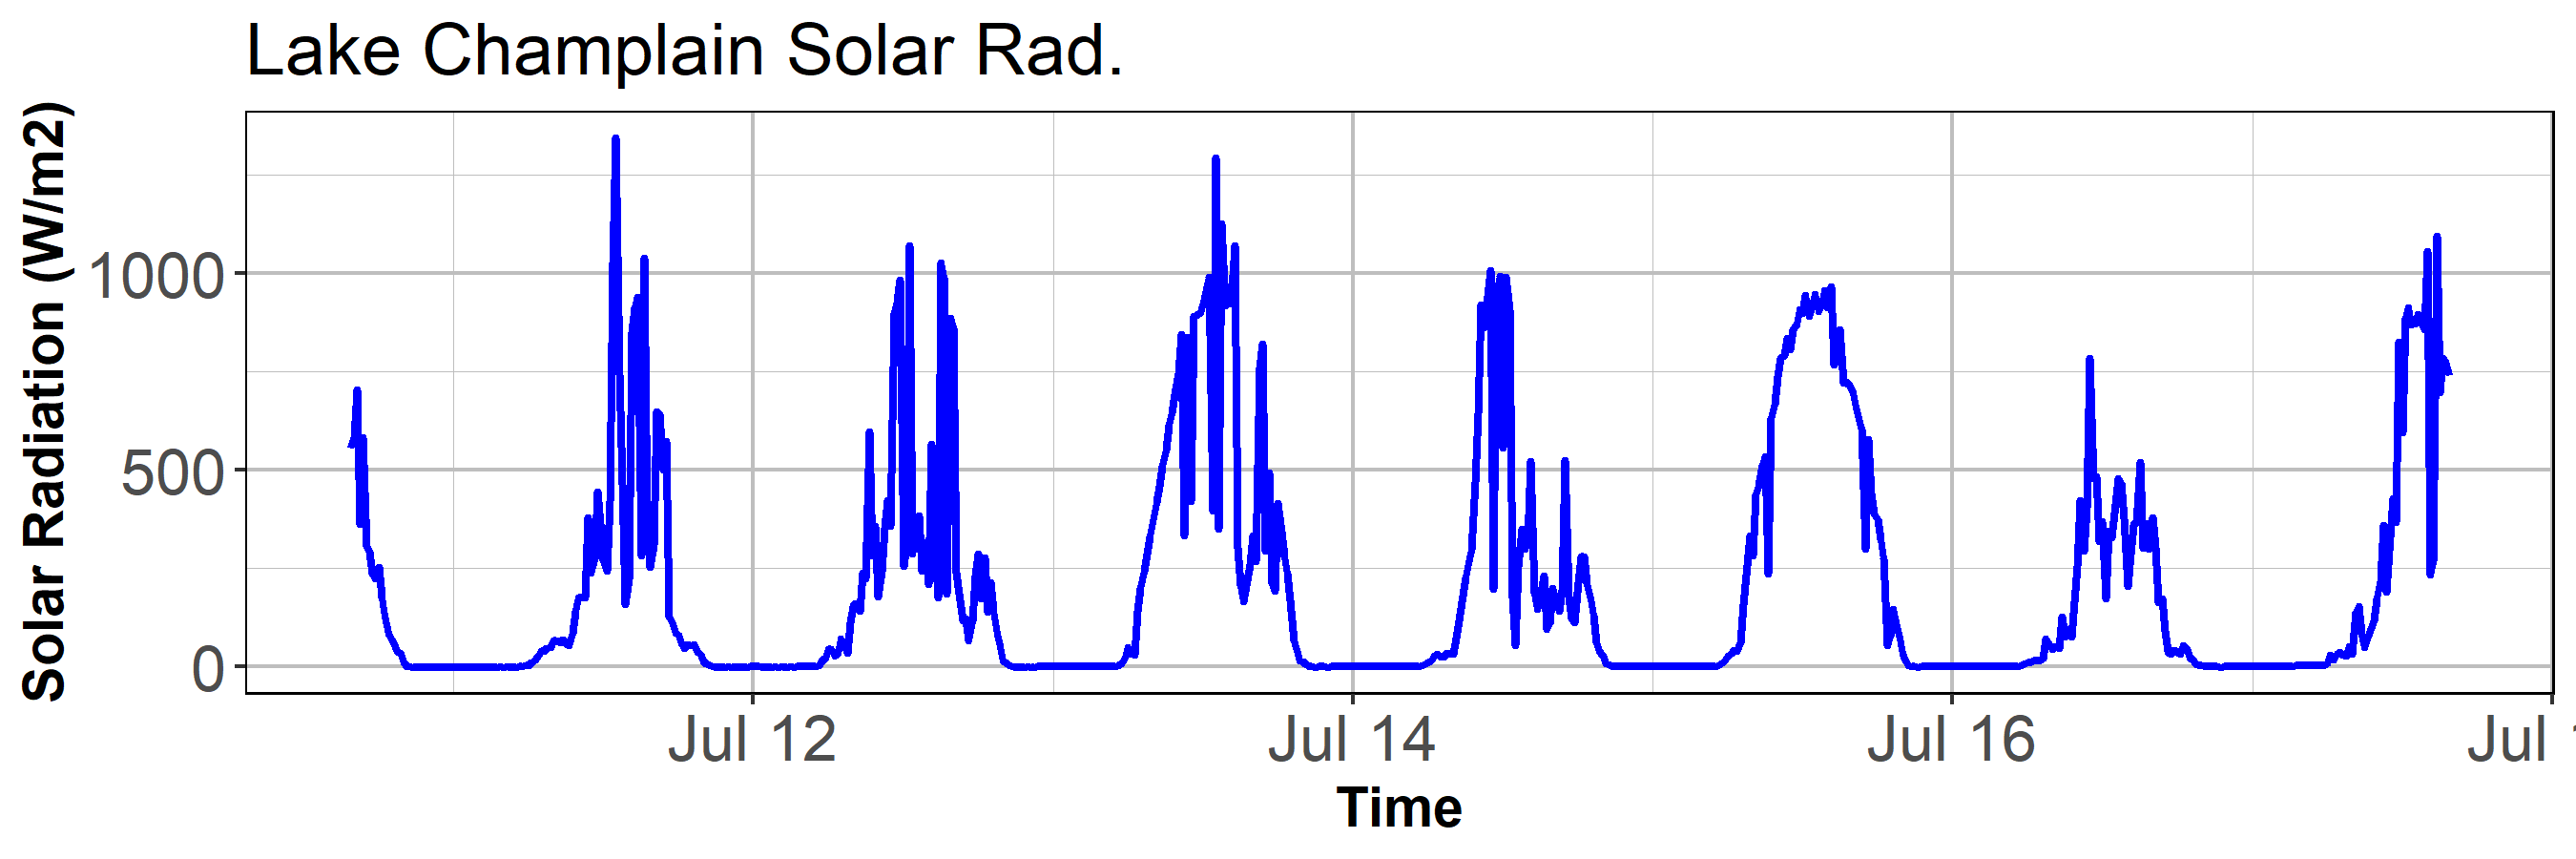 Lake Champlain Solar Rad.
Solar Radiation (W/m2)
1000
500
0
Jul 12
Jul 14
Jul 16
Jul
Time